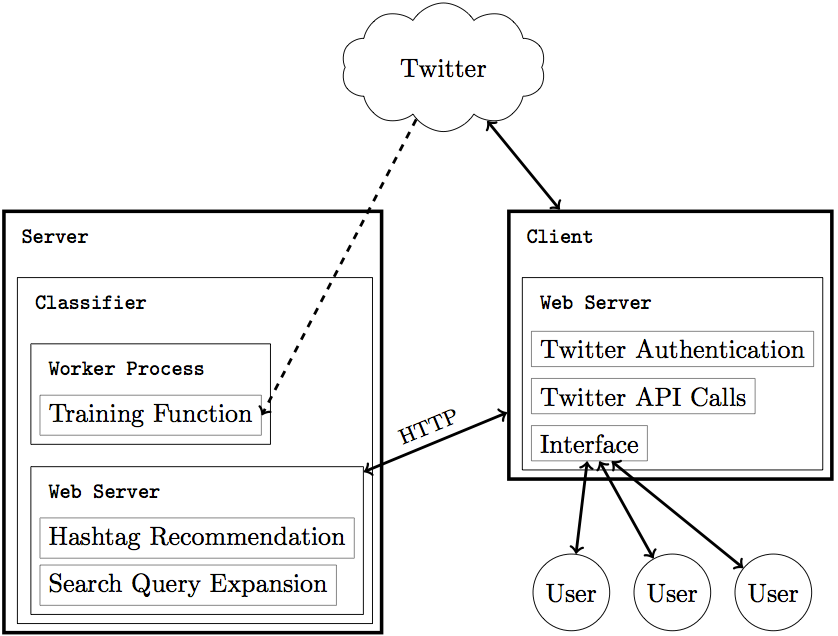 Twitter
Server
Classifier
Worker Process
Training Function
Web Server
Hashtag Recommendation
Search Query Expansion
HTTP
Client
Web Server
Twitter Authentication
Twitter API Calls
Interface
User
User
User